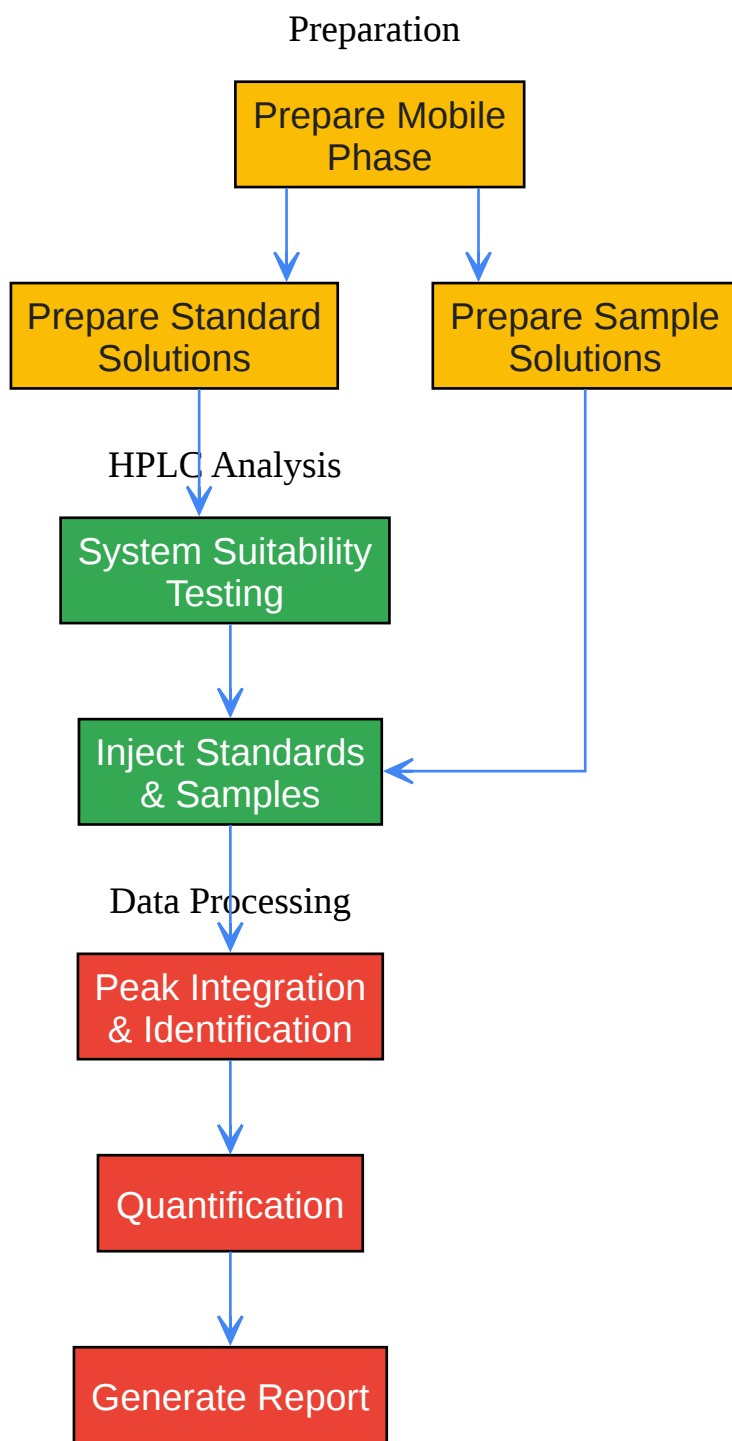 Preparation
Prepare Mobile
Phase
Prepare Standard
Solutions
Prepare Sample
Solutions
HPLC Analysis
System Suitability
Testing
Inject Standards
& Samples
Data Processing
Peak Integration
& Identification
Quantification
Generate Report